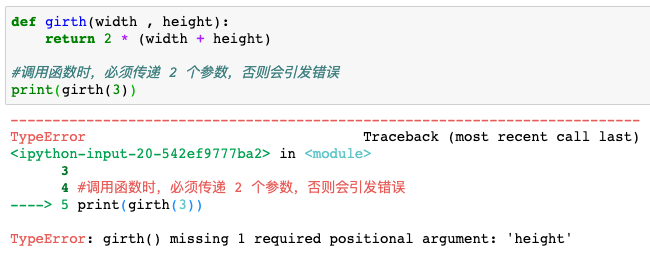 def girth(width , height):
    return 2 * (width + height)
#调用函数时，必须传递 2 个参数，否则会引发错误
print(girth(3))
---------------------------------------------------------------------------
TypeError                                 Traceback (most recent call last)
<ipython-input-20-542ef9777ba2> in <module>
      3
      4 #调用函数时，必须传递 2 个参数，否则会引发错误
----> 5 print(girth(3))
TypeError: girth() missing 1 required positional argument: 'height'